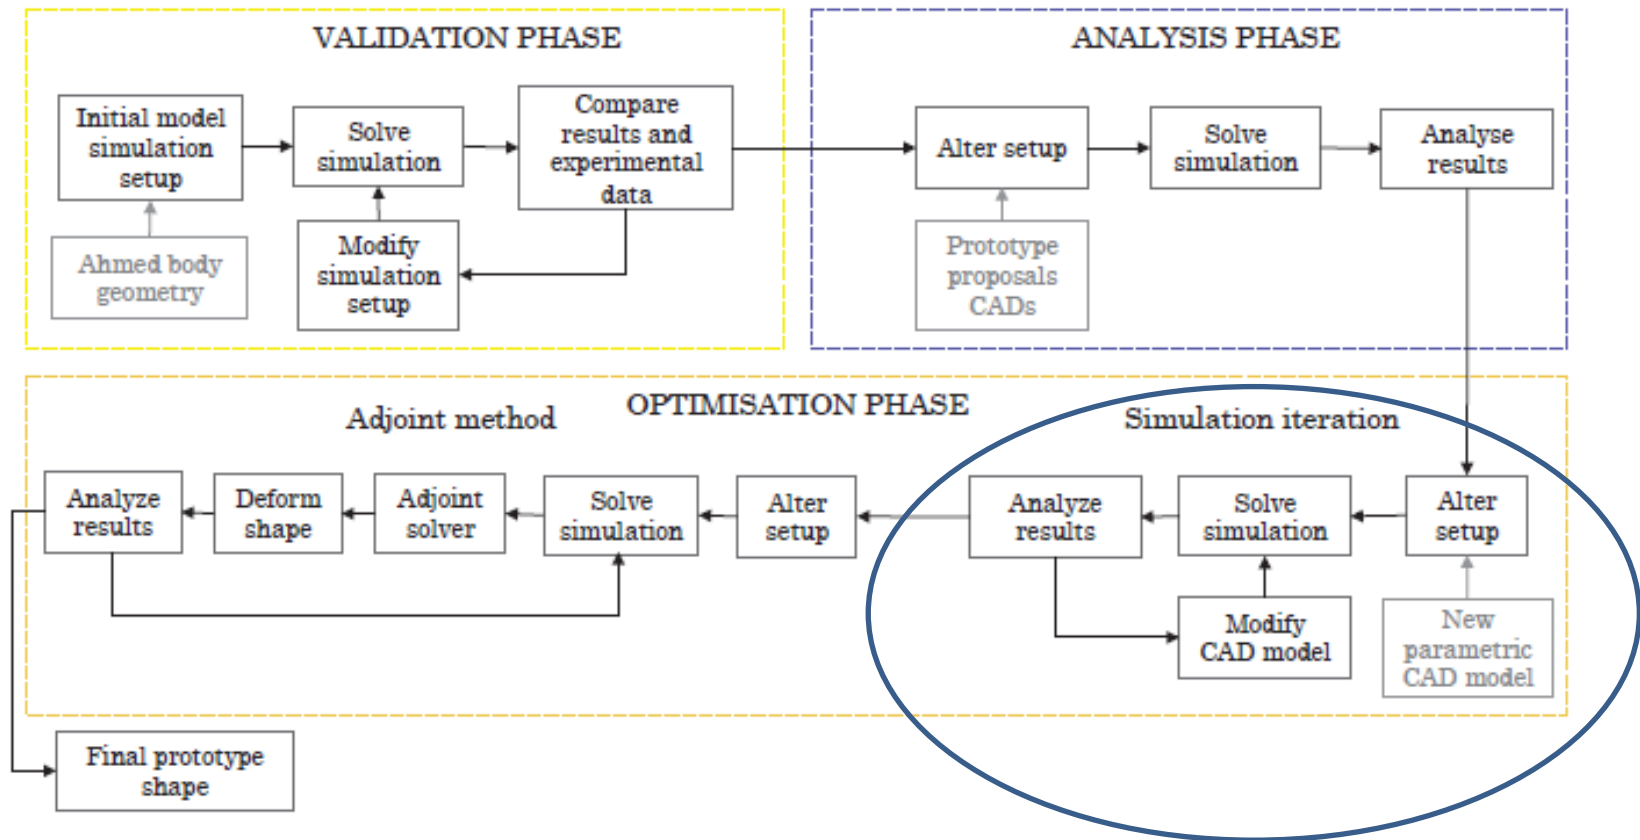 VALIDATION PHASE
Initial model
simulation
setup
Solve
simulation
Compare
results and
experimental
data
Ahmed body
geometry
Modify
simulation
setup
ANALYSIS PHASE
Alter setup
Solve
simulation
Analyse
results
Prototype
proposals
CADs
OPTIMISATION PHASE
Adjoint method
Simulation iteration
Analyze
results
Deform
shape
Adjoint
solver
Solve
simulation
Alter
setup
Analyze
results
Solve
simulation
Alter
setup
Modify
CAD model
New
parametric
CAD model
Final prototype
shape